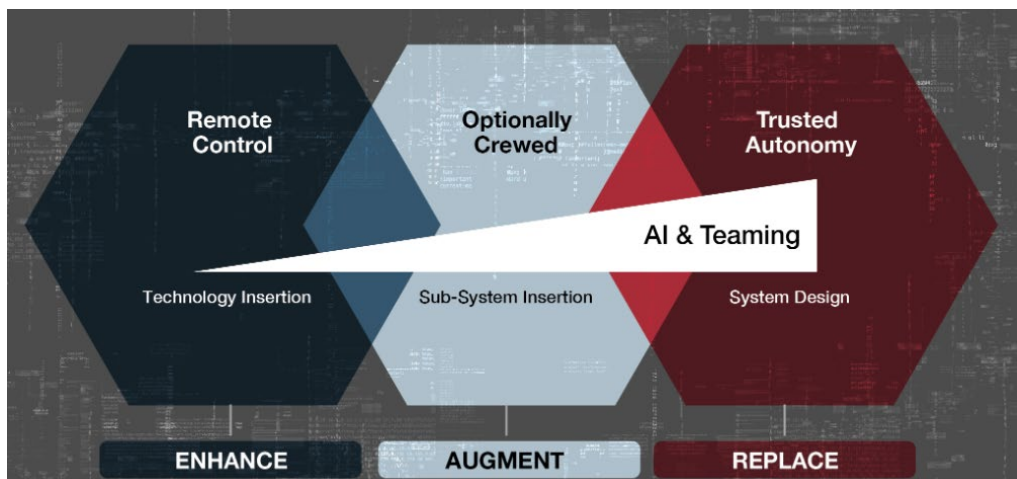 Remote
Control
Optionally
Crewed
Trusted
Autonomy
AI & Teaming
Technology Insertion
Sub-System Insertion
System Design
ENHANCE
AUGMENT
REPLACE